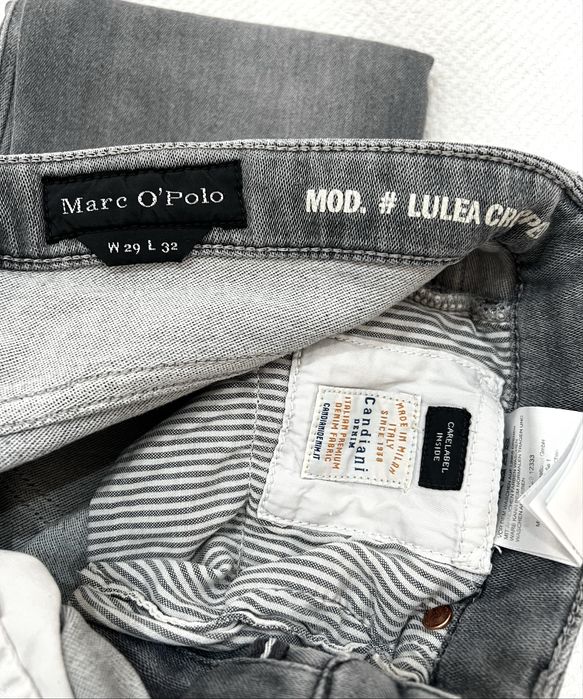 Marc O'Polo
W 29 L 32
MOD. # LULEA CROPPED
MADE IN MILAN,
ITALY
SINCE 1938
Candiani
DENIM
ITALIAN PREMIUM
DENIM FABRIC
CANDIANIDENIM.IT
CARELABEL
INSIDE
12333